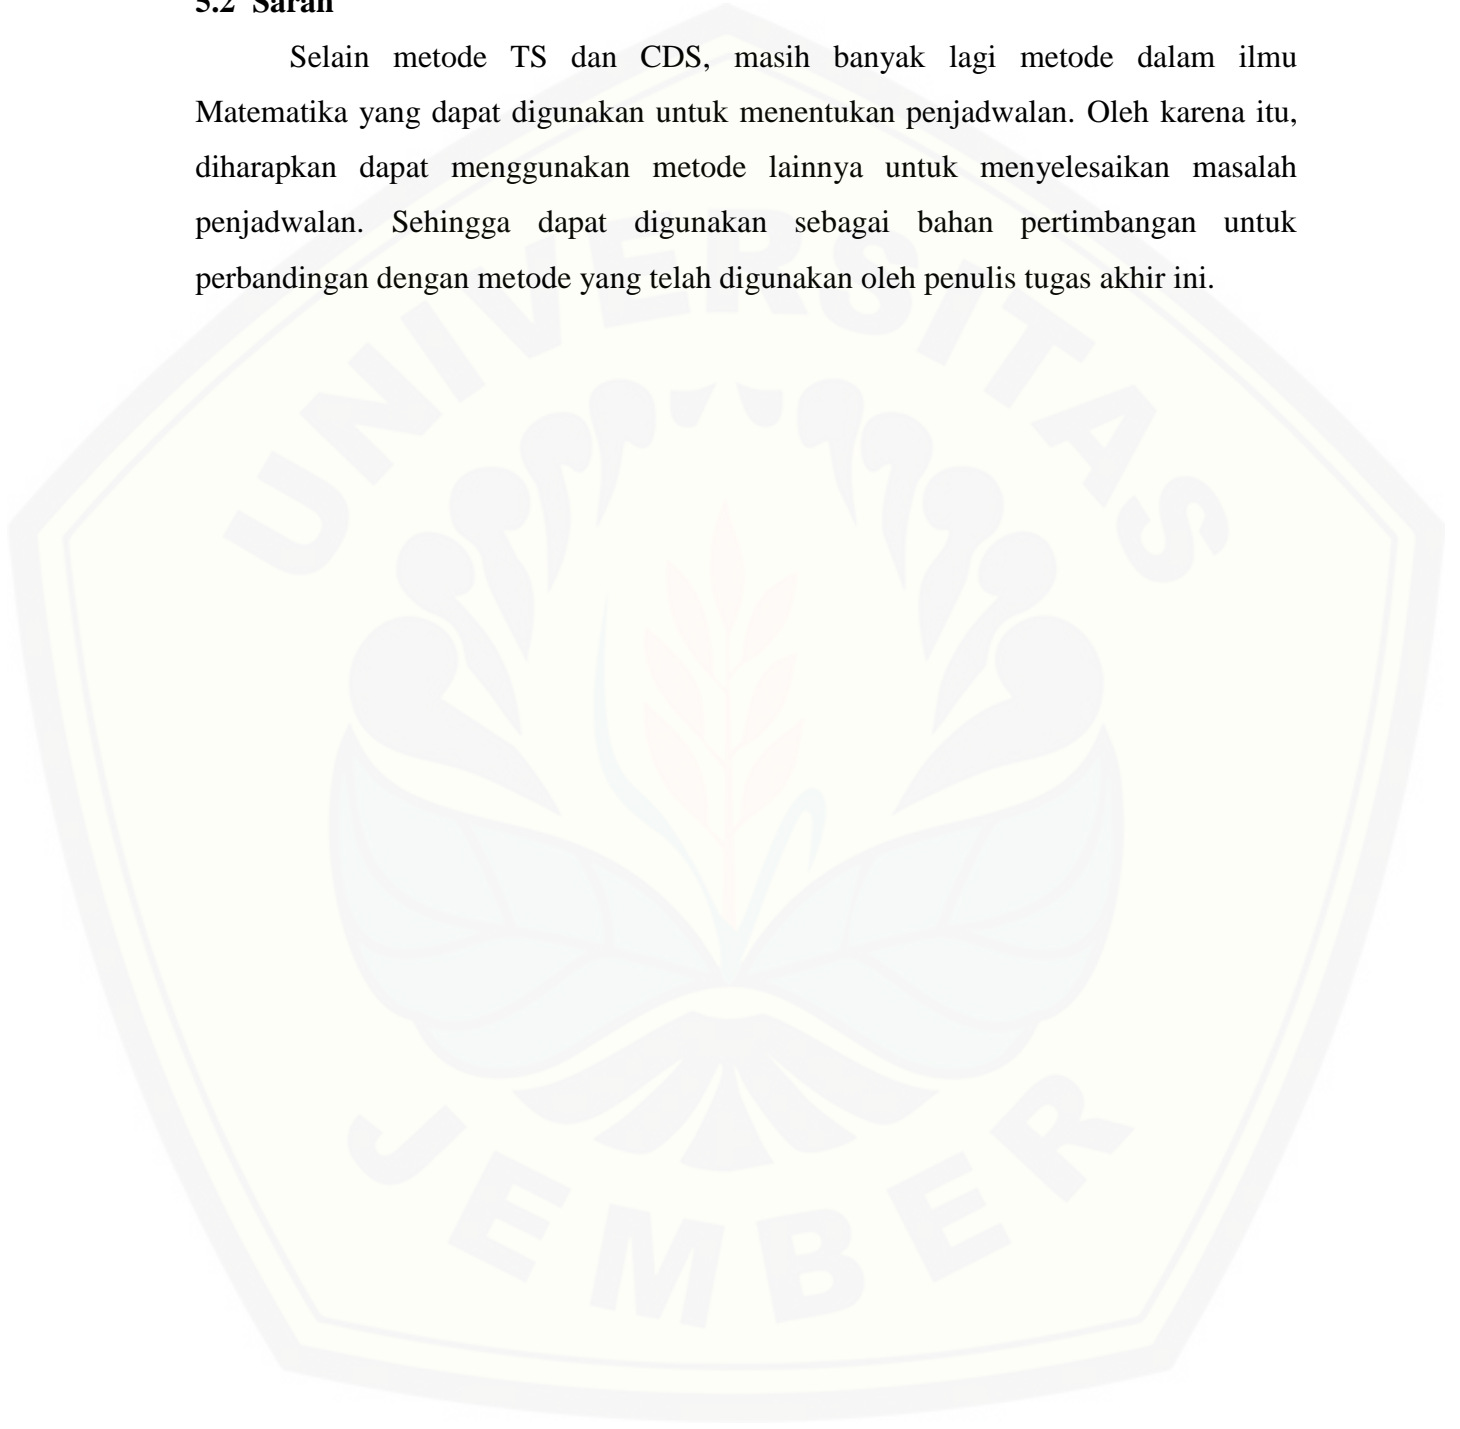 5.2 Saran
Selain metode TS dan CDS, masih banyak lagi metode dalam ilmu
Matematika yang dapat digunakan untuk menentukan penjadwalan. Oleh karena itu,
diharapkan dapat menggunakan metode lainnya untuk menyelesaikan masalah
penjadwalan. Sehingga dapat digunakan sebagai bahan pertimbangan untuk
perbandingan dengan metode yang telah digunakan oleh penulis tugas akhir ini.
UNIVERSITAS
JEMBER